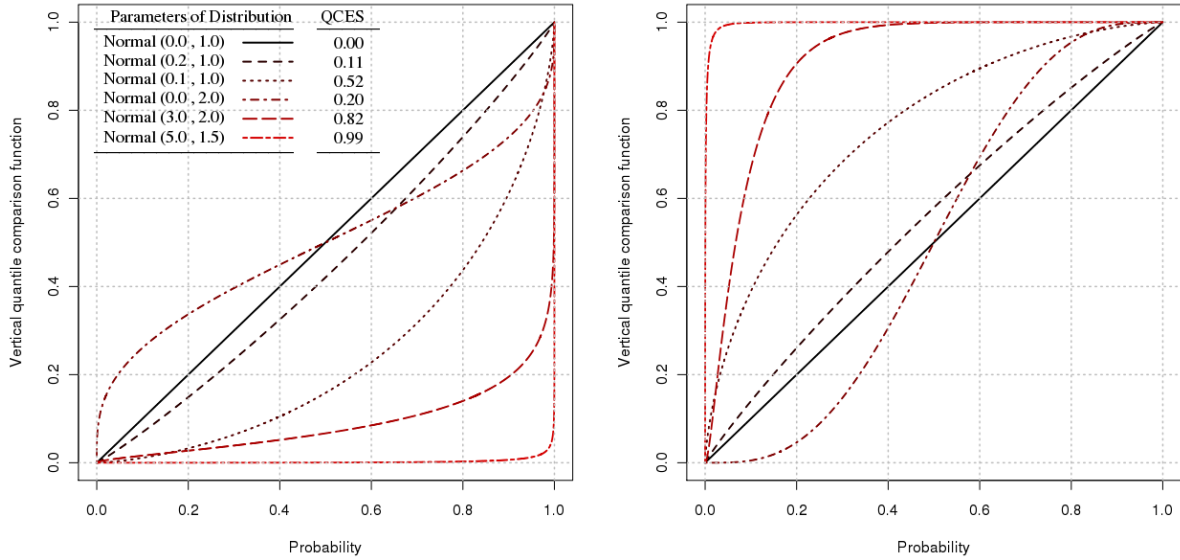 Parameters of Distribution QCES
Normal (0.0 , 1.0) 0.00
Normal (0.2 , 1.0) 0.11
Normal (0.1 , 1.0) 0.52
Normal (0.0 , 2.0) 0.20
Normal (3.0 , 2.0) 0.82
Normal (5.0 , 1.5) 0.99
Vertical quantile comparison function
1.0
0.8
0.6
0.4
0.2
0.0
0.0 0.2 0.4 0.6 0.8 1.0
Probability
Vertical quantile comparison function
1.0
0.8
0.6
0.4
0.2
0.0
0.0 0.2 0.4 0.6 0.8 1.0
Probability